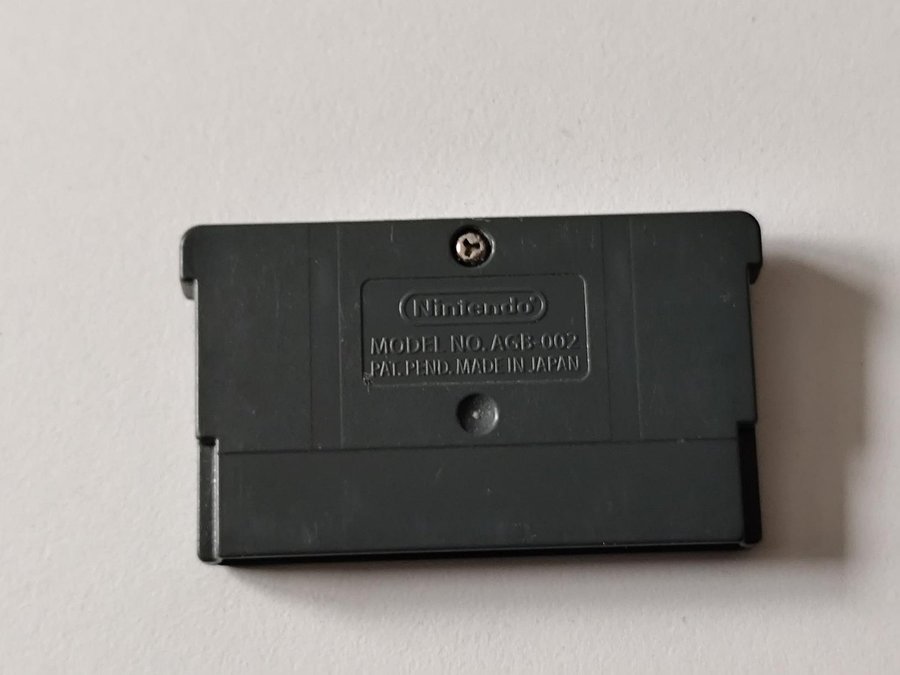 Nintendo®
MODEL NO. AGB-002
PAT. PEND. MADE IN JAPAN